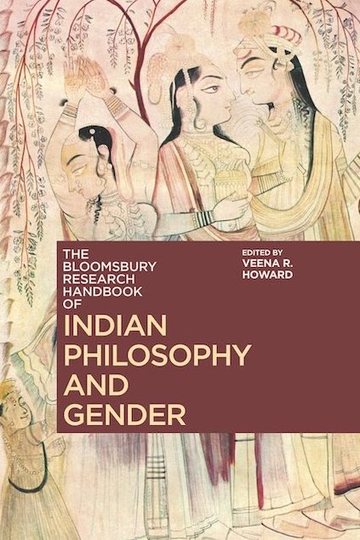 THE
BLOOMSBURY
RESEARCH
HANDBOOK
OF
INDIAN
PHILOSOPHY
AND
GENDER
EDITED BY
VEENA R.
HOWARD